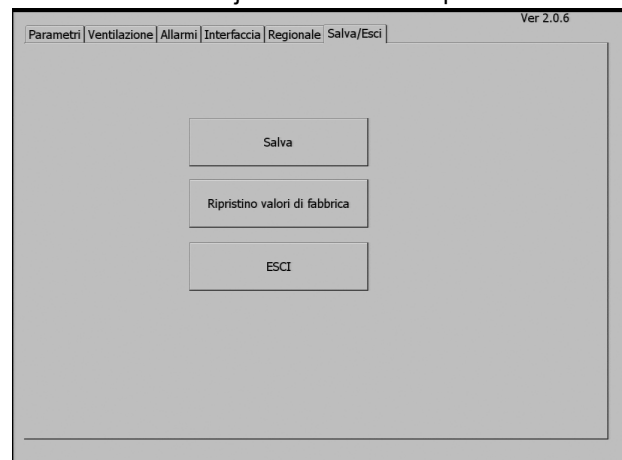 Ver 2.0.6
Parametri Ventilazione Allarmi Interfaccia Regionale Salva/Esci
Salva
Ripristino valori di fabbrica
ESCI